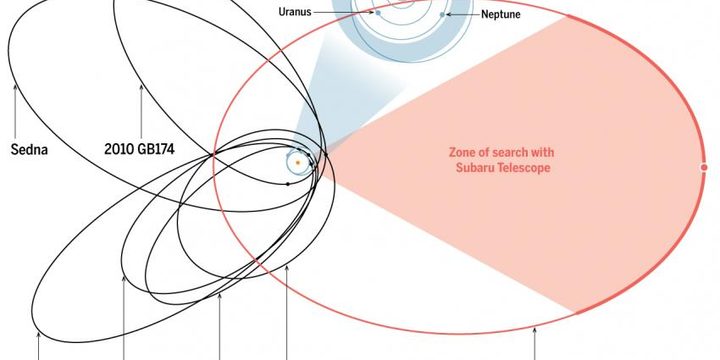 Uranus
Neptune
Zone of search with
Subaru Telescope
Sedna
2010 GB174